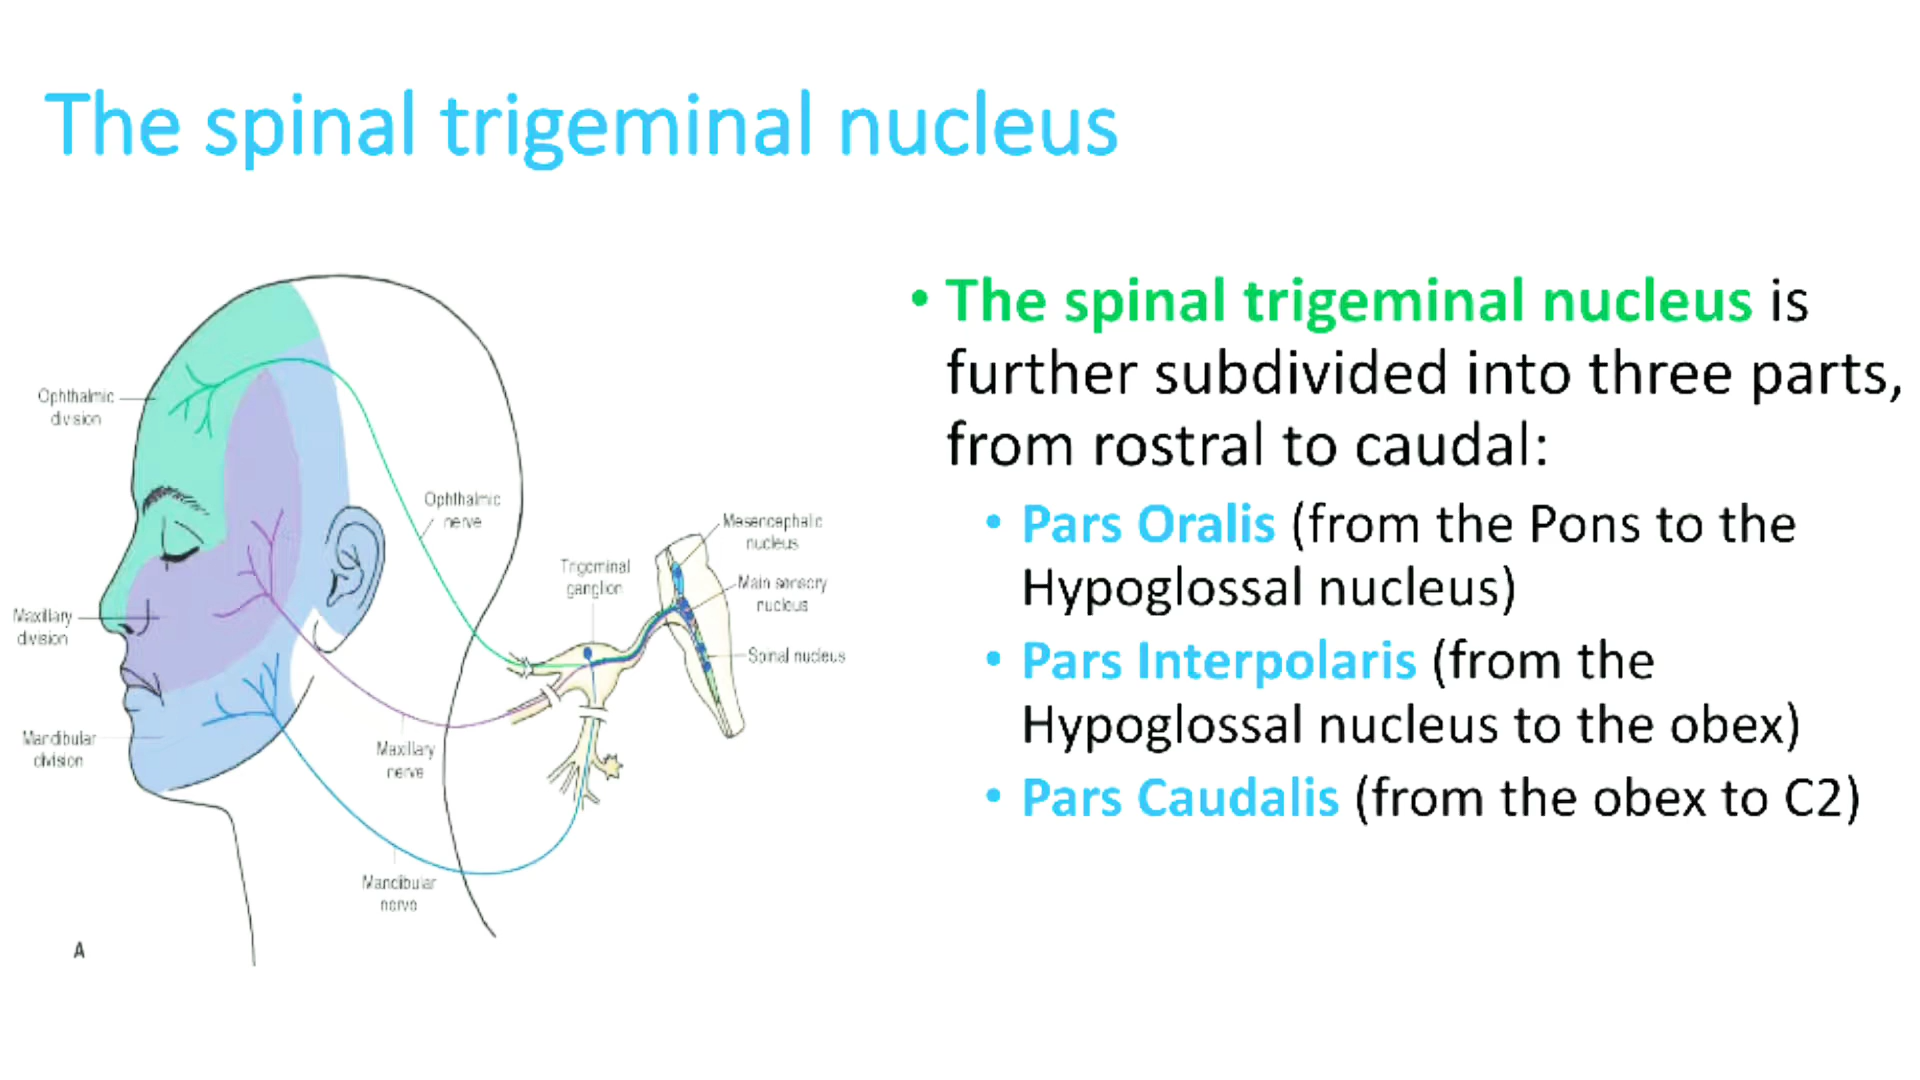 The spinal trigeminal nucleus
Ophthalmic
division
Ophthalmic
nerve
Mesencephalic
nucleus
Trigeminal
ganglion
Main sensory
nucleus
Maxillary
division
Spinal nucleus
Mandibular
division
Maxillary
nerve
Mandibular
nerve
A
• The spinal trigeminal nucleus is
further subdivided into three parts,
from rostral to caudal:
• Pars Oralis (from the Pons to the
Hypoglossal nucleus)
• Pars Interpolaris (from the
Hypoglossal nucleus to the obex)
• Pars Caudalis (from the obex to C2)